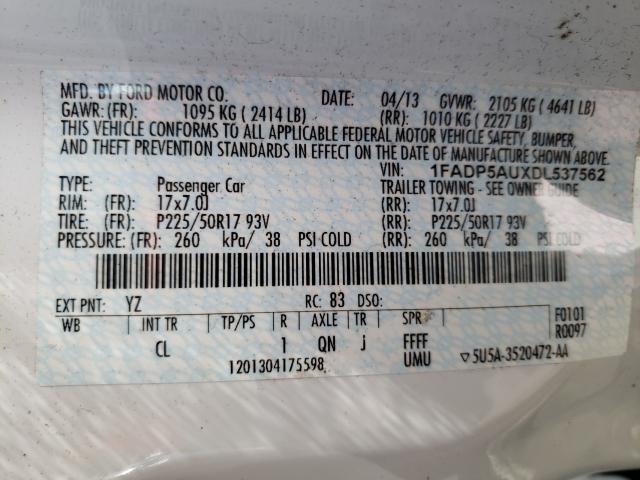 MFD. BY FORD MOTOR CO. DATE: 04/13 GVWR: 2105 KG ( 4641 LB)
GAWR: (FR): 1095 KG ( 2414 LB) (RR): 1010 KG ( 2227 LB)
THIS VEHICLE CONFORMS TO ALL APPLICABLE FEDERAL MOTOR VEHICLE SAFETY, BUMPER,
AND THEFT PREVENTION STANDARDS IN EFFECT ON THE DATE OF MANUFACTURE SHOWN ABOVE.
VIN: 1FADP5AUXDL537562
TYPE: Passenger Car TRAILER TOWING - SEE OWNER GUIDE
RIM: (FR): 17x7.0J (RR): 17x7.0J
TIRE: (FR): P225/50R17 93V (RR): P225/50R17 93V
PRESSURE: (FR): 260 kPa/ 38 PSI COLD (RR): 260 kPa/ 38 PSI COLD
EXT PNT: YZ RC: 83 DSO:
WB INT TR TP/PS R AXLE TR SPR F0101
R0097
CL 1 QN j FFFF
UMU
1201304175598 5U5A-3520472-AA